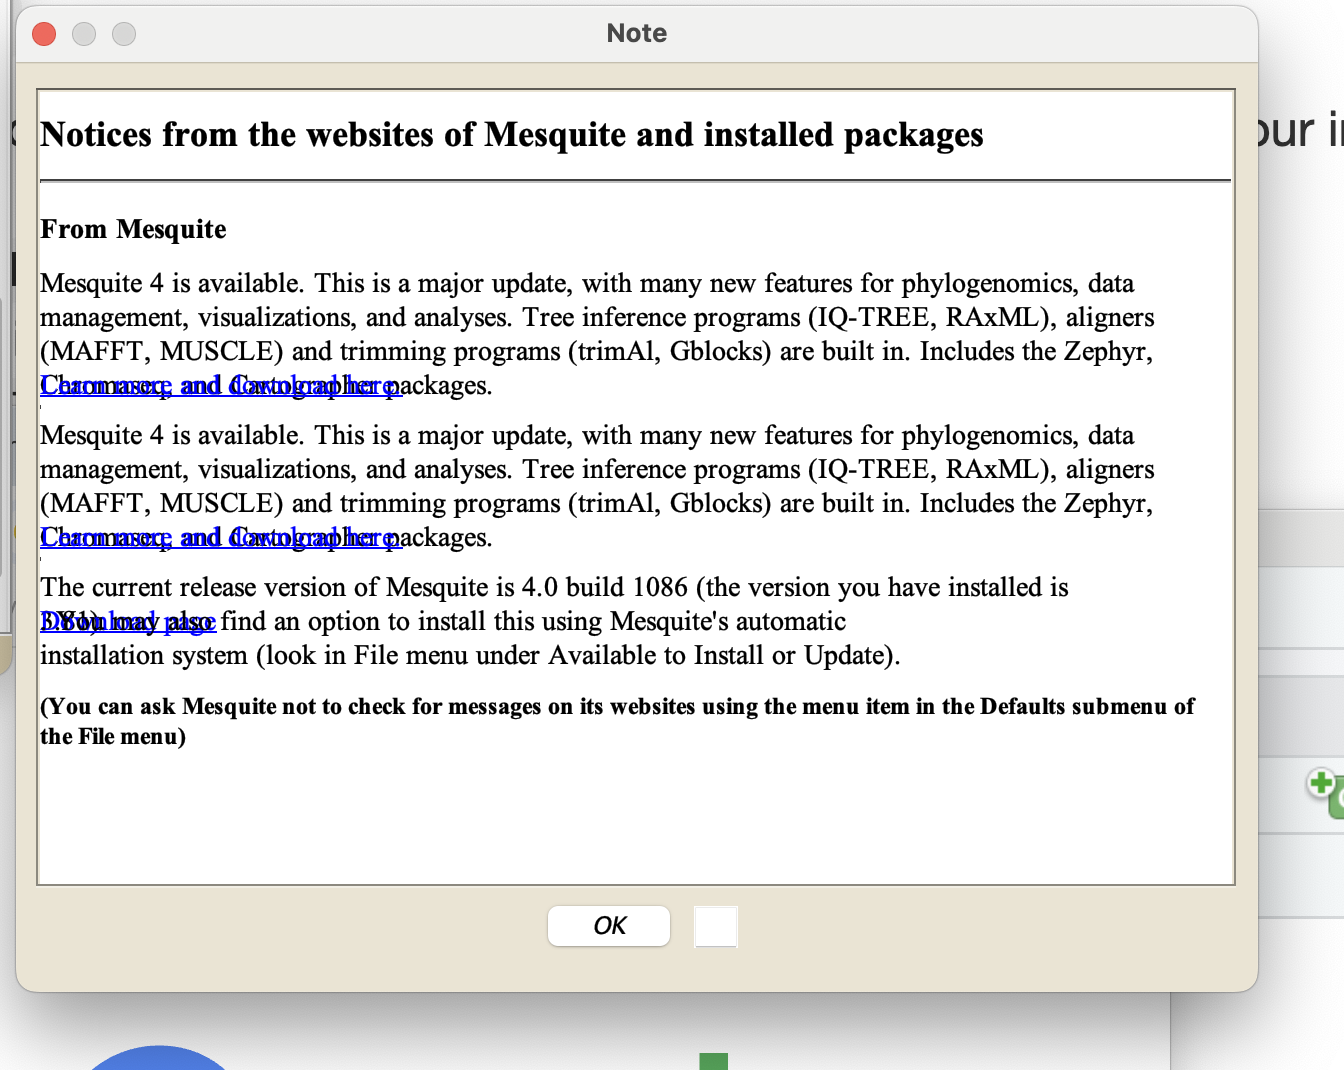 Note
our i
Notices from the websites of Mesquite and installed packages
From Mesquite
Mesquite 4 is available. This is a major update, with many new features for phylogenomics, data
management, visualizations, and analyses. Tree inference programs (IQ-TREE, RAxML), aligners
(MAFFT, MUSCLE) and trimming programs (trimAl, Gblocks) are built in. Includes the Zephyr,
Chromaseq, and Cartographer packages.
Learn more and download here.
Mesquite 4 is available. This is a major update, with many new features for phylogenomics, data
management, visualizations, and analyses. Tree inference programs (IQ-TREE, RAxML), aligners
(MAFFT, MUSCLE) and trimming programs (trimAl, Gblocks) are built in. Includes the Zephyr,
Chromaseq, and Cartographer packages.
Learn more and download here.
The current release version of Mesquite is 4.0 build 1086 (the version you have installed is
3.81). You may also find an option to install this using Mesquite's automatic
Download page
installation system (look in File menu under Available to Install or Update).
(You can ask Mesquite not to check for messages on its websites using the menu item in the Defaults submenu of
the File menu)
OK